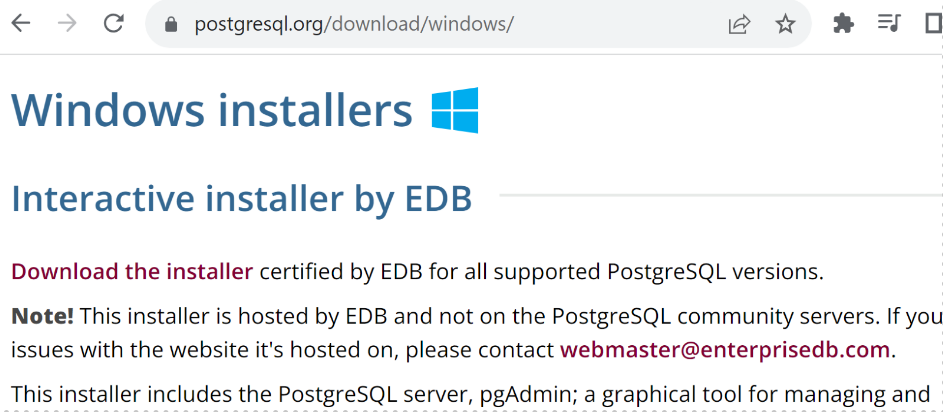 postgresql.org/download/windows/
Windows installers
Interactive installer by EDB
Download the installer certified by EDB for all supported PostgreSQL versions.
Note! This installer is hosted by EDB and not on the PostgreSQL community servers. If you
issues with the website it's hosted on, please contact webmaster@enterprisedb.com.
This installer includes the PostgreSQL server, pgAdmin; a graphical tool for managing and